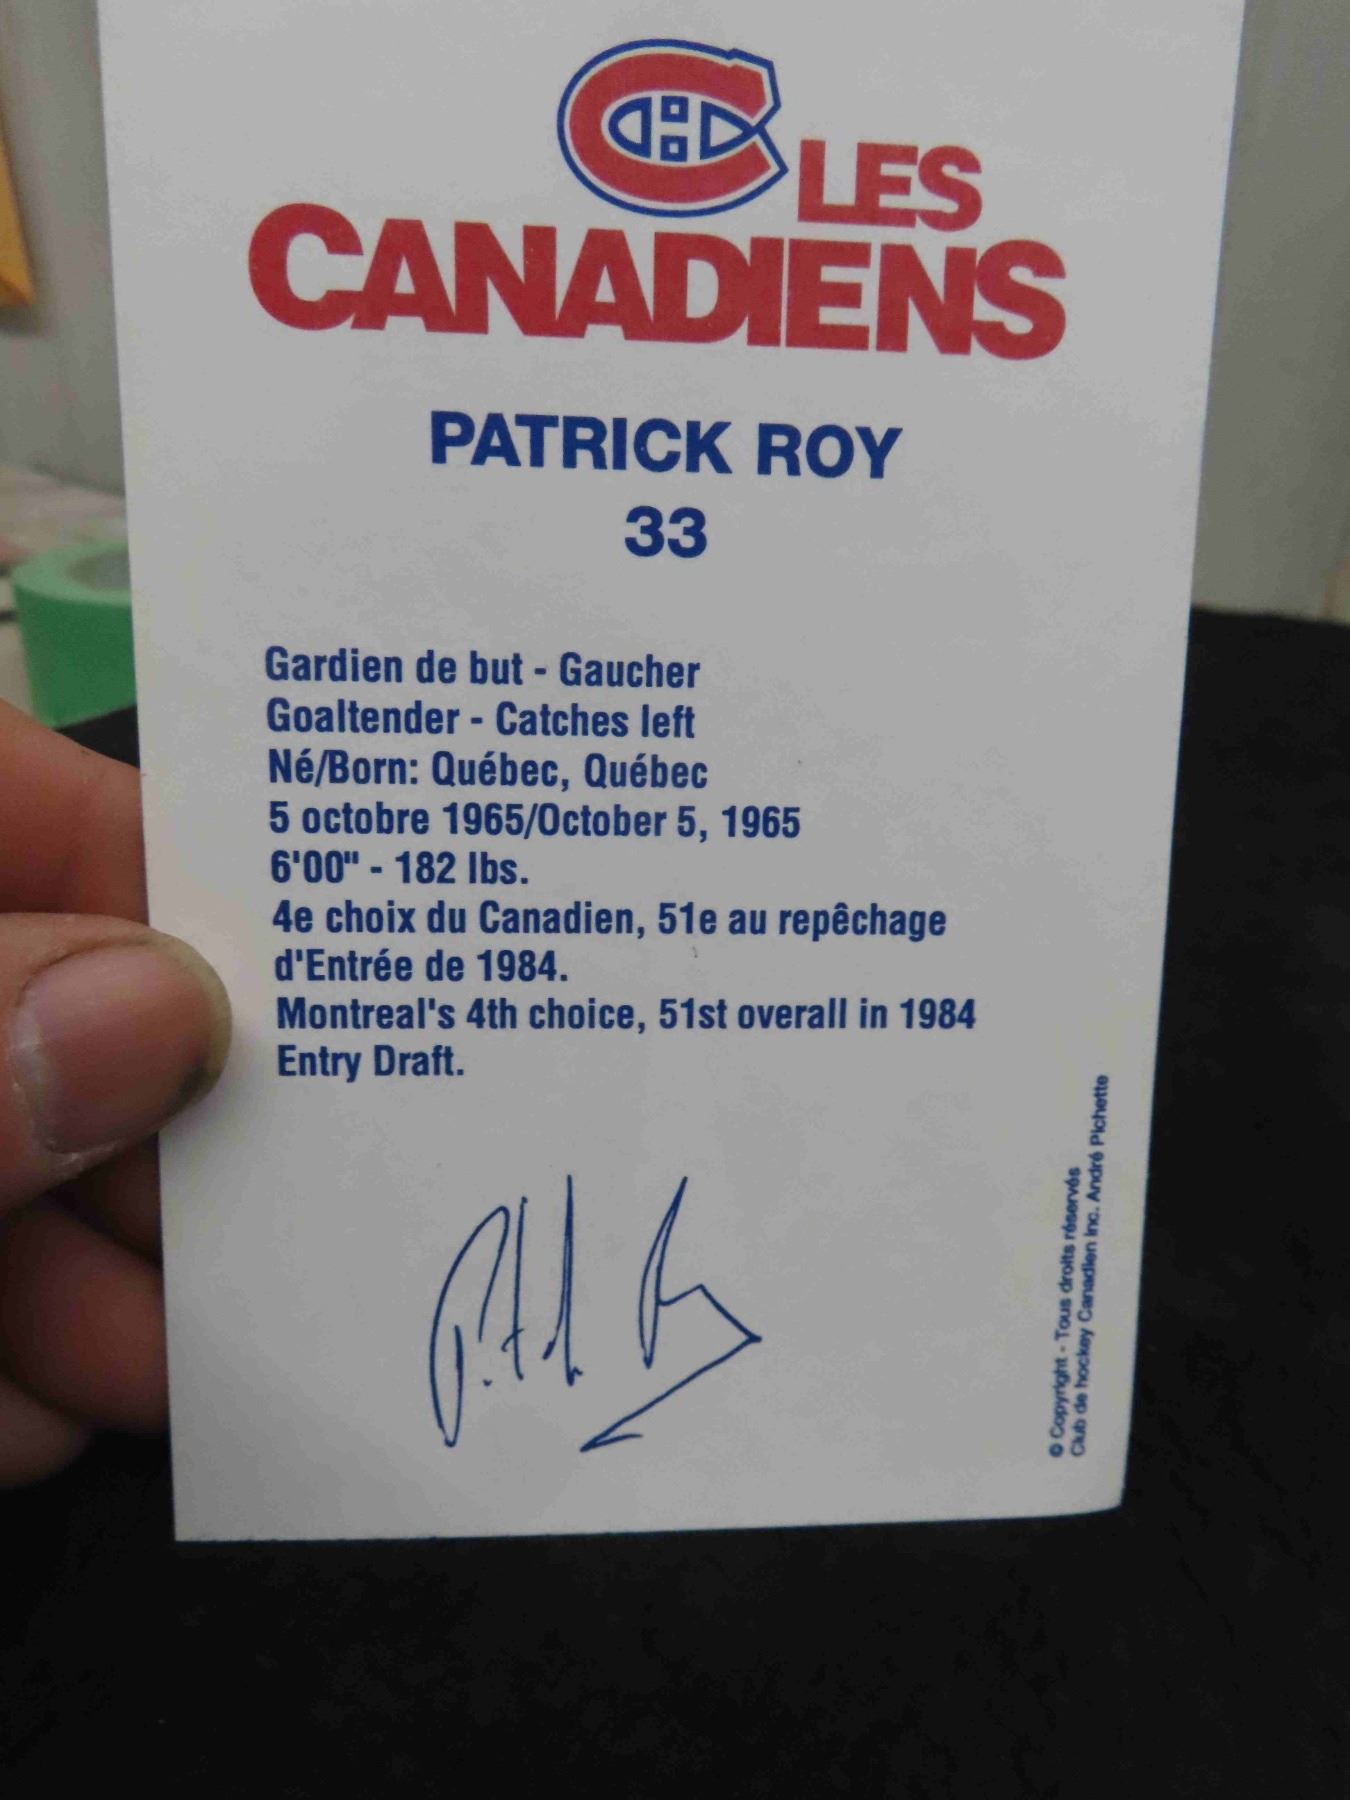 LES
CANADIENS
PATRICK ROY
33
Gardien de but - Gaucher
Goaltender - Catches left
Né/Born: Québec, Québec
5 octobre 1965/October 5, 1965
6'00" - 182 lbs.
4e choix du Canadien, 51e au repêchage
d'Entrée de 1984.
Montreal's 4th choice, 51st overall in 1984
Entry Draft.
© Copyright - Tous droits réservés
Club de hockey Canadien Inc. André Pichette